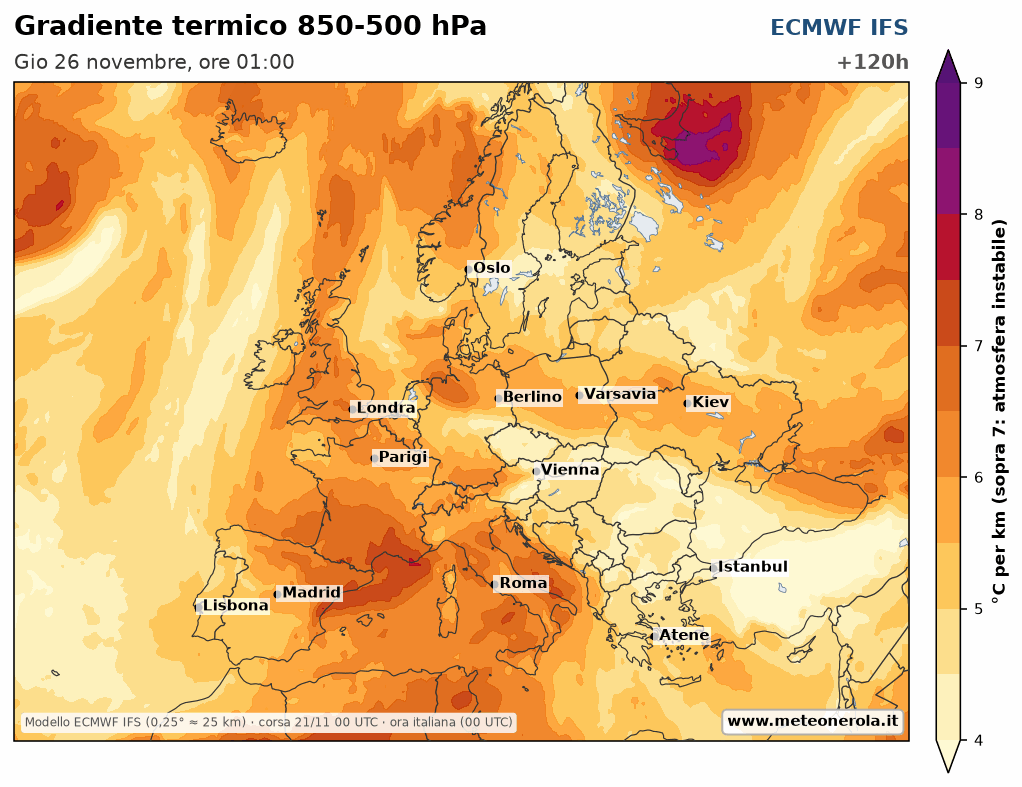 Gradiente termico 850-500 hPa
ECMWF IFS
Gio 26 novembre, ore 01:00
+120h
Oslo
Londra
Berlino
Varsavia
Kiev
Parigi
Vienna
Istanbul
Madrid
Roma
Lisbona
Atene
Modello ECMWF IFS (0,25° ≈ 25 km) · corsa 21/11 00 UTC · ora italiana (00 UTC)
www.meteonerola.it
9
8
7
6
5
4
°C per km (sopra 7: atmosfera instabile)